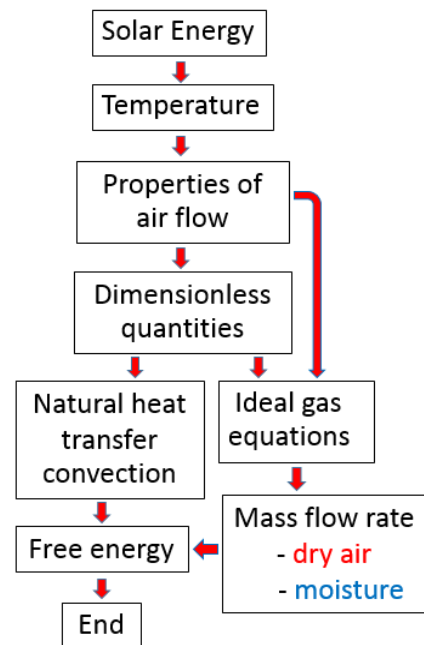 Solar Energy
Temperature
Properties of
air flow
Dimensionless
quantities
Natural heat
transfer
convection
Ideal gas
equations
Mass flow rate
- dry air
- moisture
Free energy
End